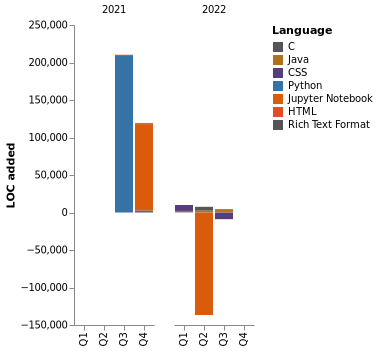 2021
2022
250,000
200,000
150,000
100,000
50,000
0
−50,000
−100,000
−150,000
LOC added
Q1
Q2
Q3
Q4
Q1
Q2
Q3
Q4
Language
C
Java
CSS
Python
Jupyter Notebook
HTML
Rich Text Format